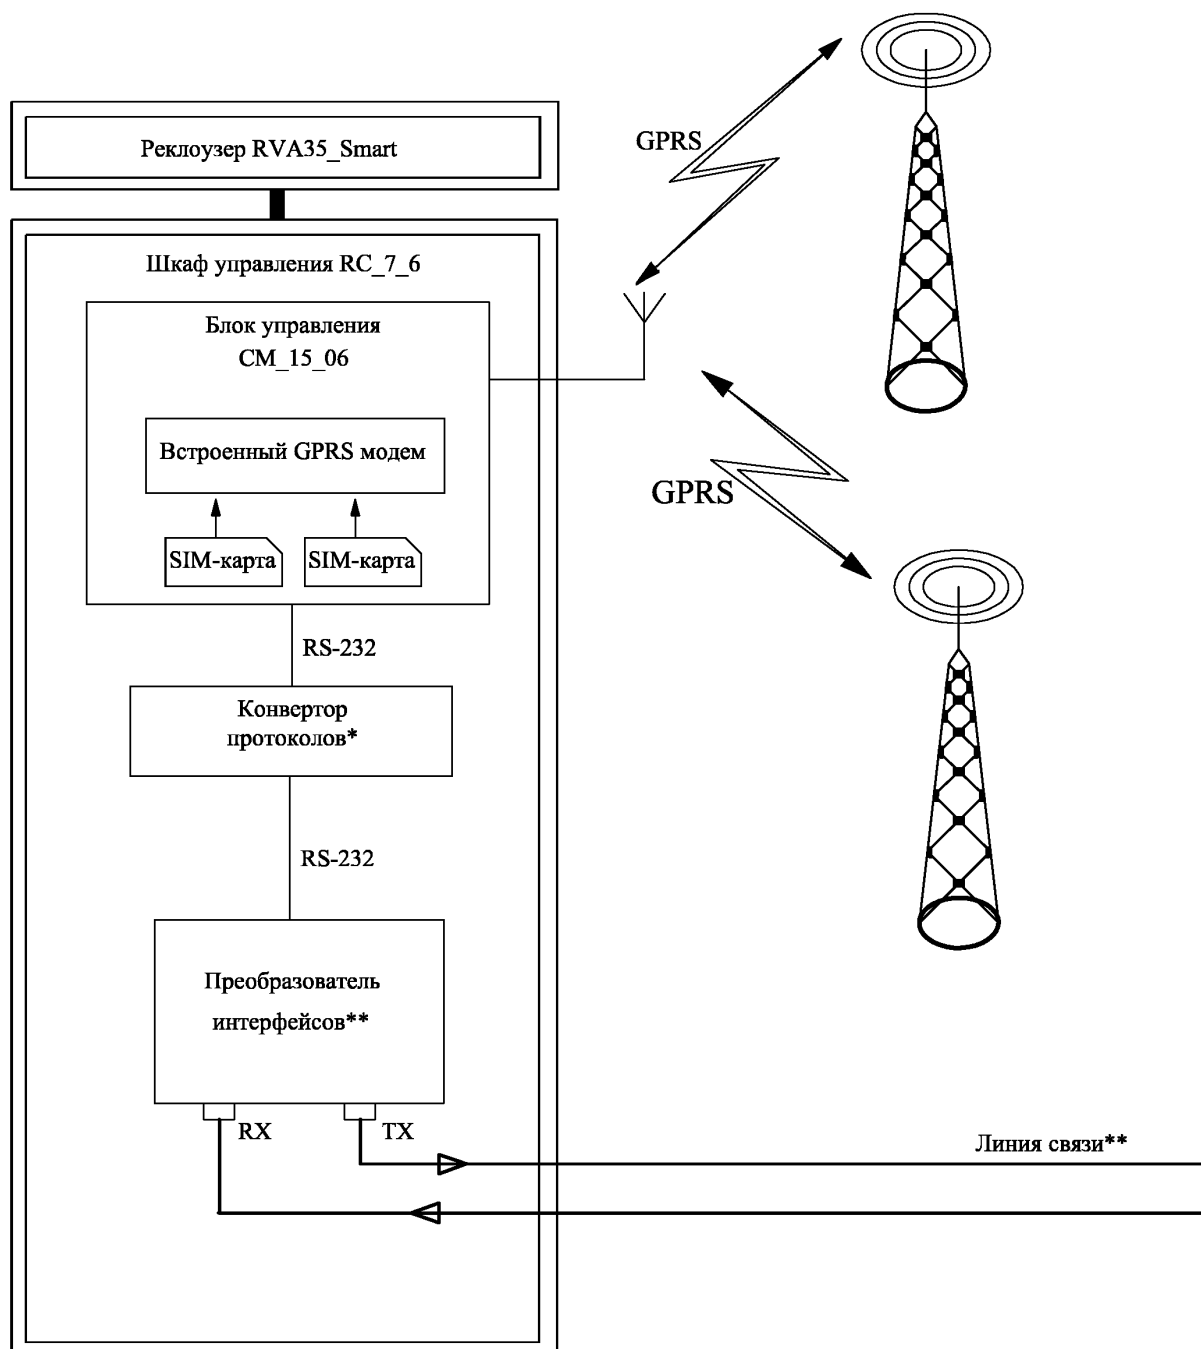 GPRS
Реклоузер RVA35_Smart
Шкаф управления RC_7_6
Блок управления
CM_15_06
Встроенный GPRS модем
GPRS
SIM-карта
SIM-карта
RS-232
Конвертор
протоколов*
RS-232
Преобразователь
интерфейсов**
RX
TX
Линия связи**